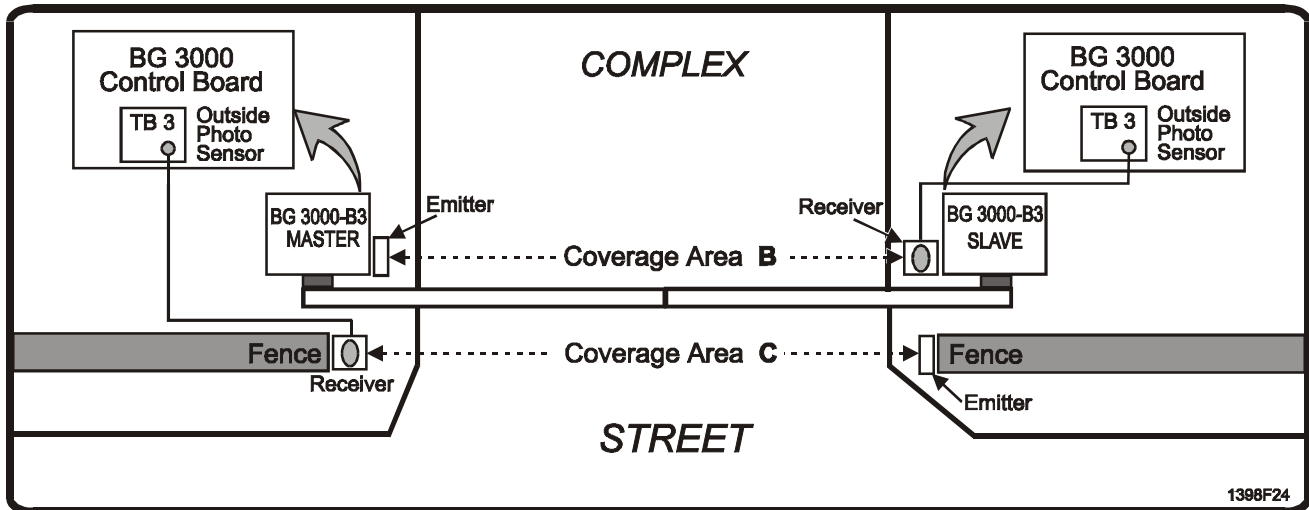 BG 3000
Control Board
TB 3
Outside
Photo
Sensor
COMPLEX
BG 3000
Control Board
TB 3
Outside
Photo
Sensor
BG 3000-B3
MASTER
Emitter
Receiver
BG 3000-B3
SLAVE
Coverage Area B
Fence
Receiver
Coverage Area C
Fence
Emitter
STREET
1398F24